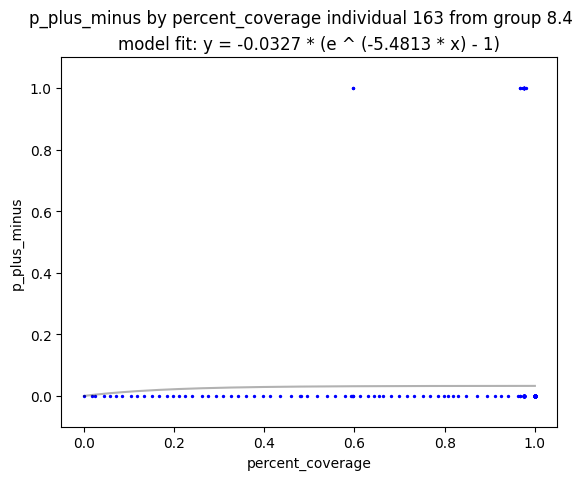 p_plus_minus by percent_coverage individual 163 from group 8.4
model fit: y = -0.0327 * (e ^ (-5.4813 * x) - 1)
1.0
0.8
0.6
0.4
0.2
0.0
p_plus_minus
0.0 0.2 0.4 0.6 0.8 1.0
percent_coverage